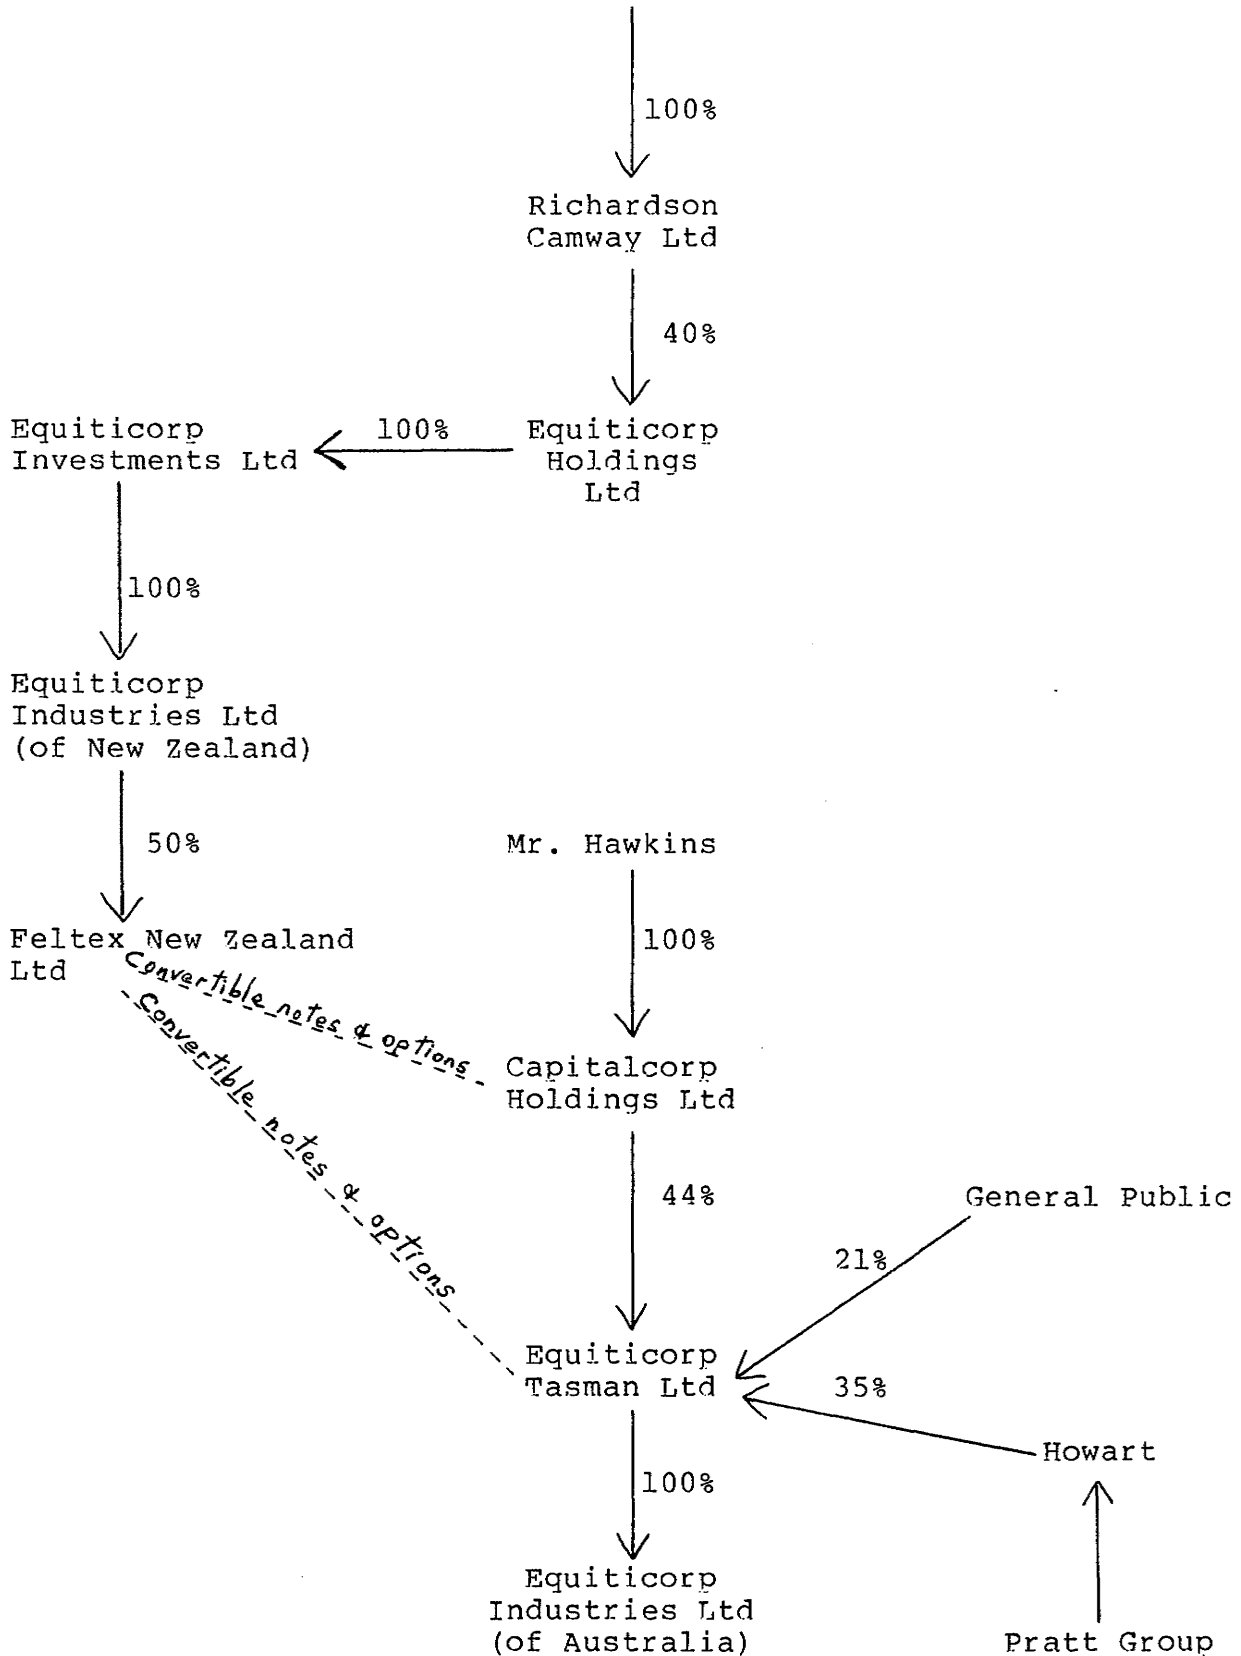 100%
Richardson
Camway Ltd
40%
Equiticorp
Investments Ltd
100%
Equiticorp
Holdings
Ltd
100%
Equiticorp
Industries Ltd
(of New Zealand)
50%
Mr. Hawkins
100%
Feltex New Zealand
Ltd
Convertible notes & options
Convertible notes & options
Capitalcorp
Holdings Ltd
44%
General Public
21%
Equiticorp
Tasman Ltd
35%
Howart
100%
Equiticorp
Industries Ltd
(of Australia)
Pratt Group